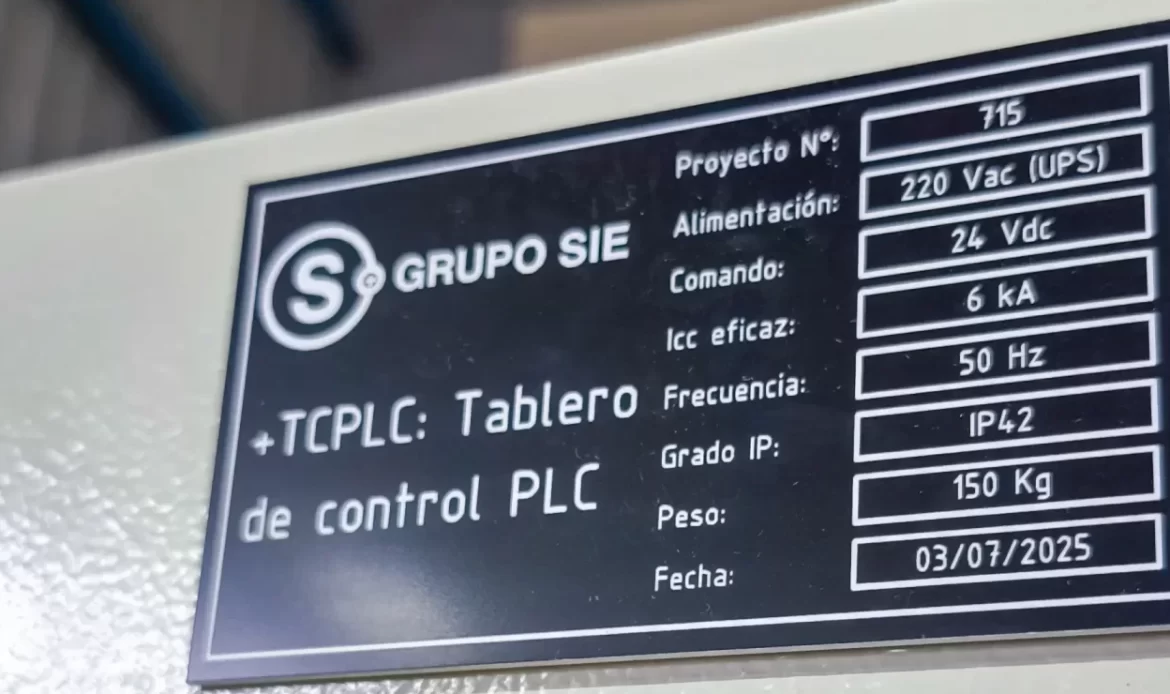 GRUPO SIE
+TCPLC: Tablero
de control PLC
Proyecto N°: 715
Alimentación: 220 Vac (UPS)
Comando: 24 Vdc
Icc eficaz: 6 kA
Frecuencia: 50 Hz
Grado IP: IP42
Peso: 150 Kg
Fecha: 03/07/2025